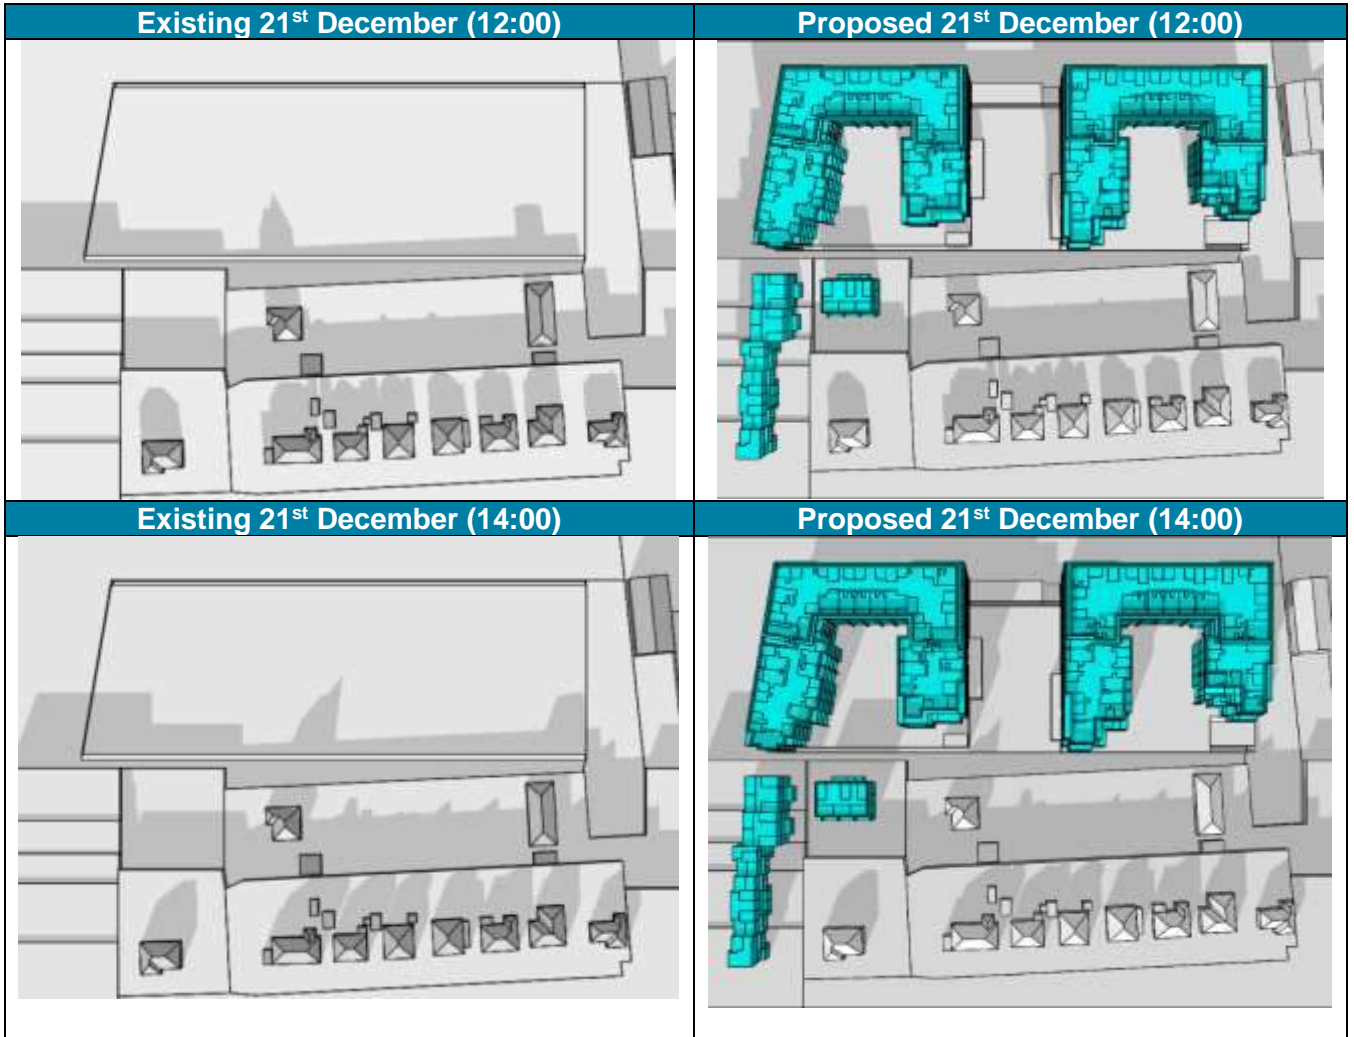 Existing 21st December (12:00)
Proposed 21st December (12:00)
Existing 21st December (14:00)
Proposed 21st December (14:00)